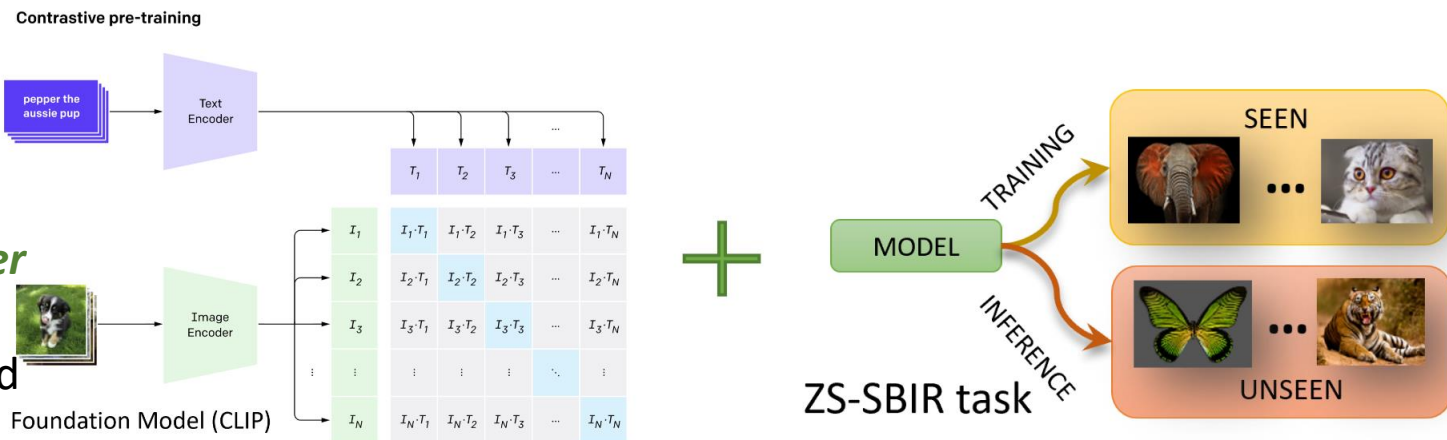 Contrastive pre-training
pepper the
aussie pup
Text
Encoder
...
T1 T2 T3 ... TN
er
Image
Encoder
d
I1 I1·T1 I1·T2 I1·T3 ... I1·TN
I2 I2·T1 I2·T2 I2·T3 ... I2·TN
I3 I3·T1 I3·T2 I3·T3 ... I3·TN
⋮ ⋮ ⋮ ⋮ ⋮ ⋱ ⋮
IN IN·T1 IN·T2 IN·T3 ... IN·TN
Foundation Model (CLIP)
+
MODEL
TRAINING
SEEN
...
INFERENCE
...
UNSEEN
ZS-SBIR task